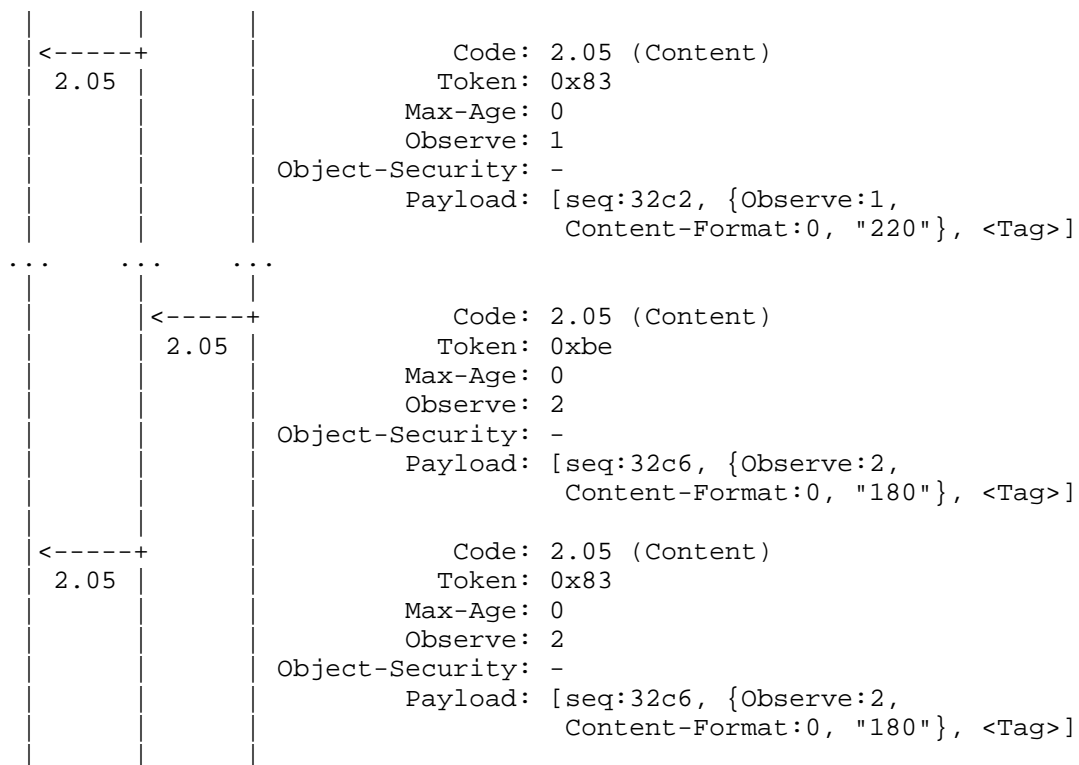 <-----+ Code: 2.05 (Content)
2.05 Token: 0x83
Max-Age: 0
Observe: 1
Object-Security: -
Payload: [seq:32c2, {Observe:1,
Content-Format:0, "220"}, <Tag>]
... ... ...
<-----+ Code: 2.05 (Content)
2.05 Token: 0xbe
Max-Age: 0
Observe: 2
Object-Security: -
Payload: [seq:32c6, {Observe:2,
Content-Format:0, "180"}, <Tag>]
<-----+ Code: 2.05 (Content)
2.05 Token: 0x83
Max-Age: 0
Observe: 2
Object-Security: -
Payload: [seq:32c6, {Observe:2,
Content-Format:0, "180"}, <Tag>]